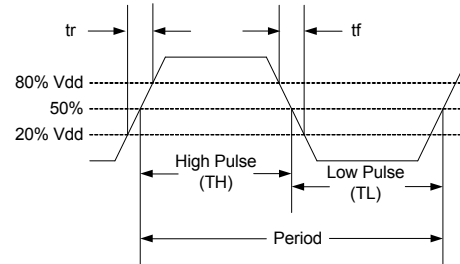 tr
tf
80% Vdd
50%
20% Vdd
High Pulse
(TH)
Low Pulse
(TL)
Period